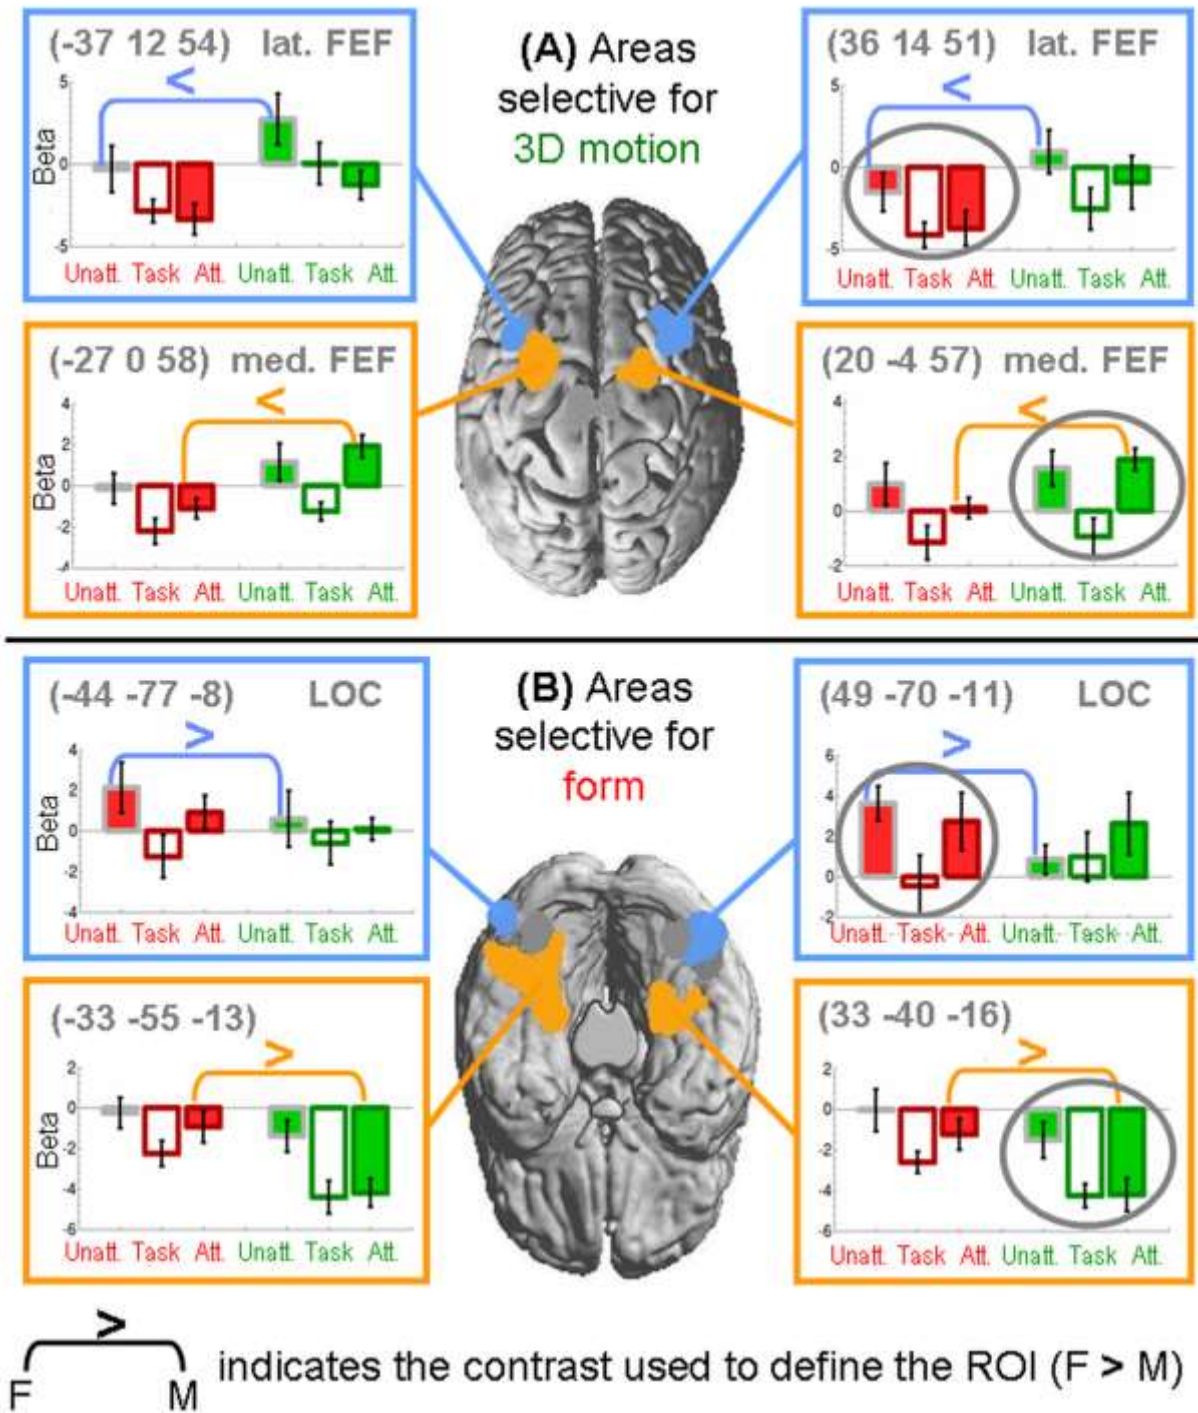 (-37 12 54) lat. FEF
<
5
0
-5
Beta
Unatt. Task Att. Unatt. Task Att.
(A) Areas
selective for
3D motion
(36 14 51) lat. FEF
<
5
0
-5
Unatt. Task Att. Unatt. Task Att.
(-27 0 58) med. FEF
<
4
2
0
-2
-4
Beta
Unatt. Task Att. Unatt. Task Att.
(20 -4 57) med. FEF
<
4
2
0
-2
Unatt. Task Att. Unatt. Task Att.
(-44 -77 -8) LOC
>
4
2
0
-2
-4
Beta
Unatt. Task Att. Unatt. Task Att.
(B) Areas
selective for
form
(49 -70 -11) LOC
>
6
4
2
0
-2
Unatt. Task Att. Unatt. Task Att.
(-33 -55 -13)
>
2
0
-2
-4
-6
Beta
Unatt. Task Att. Unatt. Task Att.
(33 -40 -16)
>
2
0
-2
-4
-6
Unatt. Task Att. Unatt. Task Att.
>
F M indicates the contrast used to define the ROI (F > M)